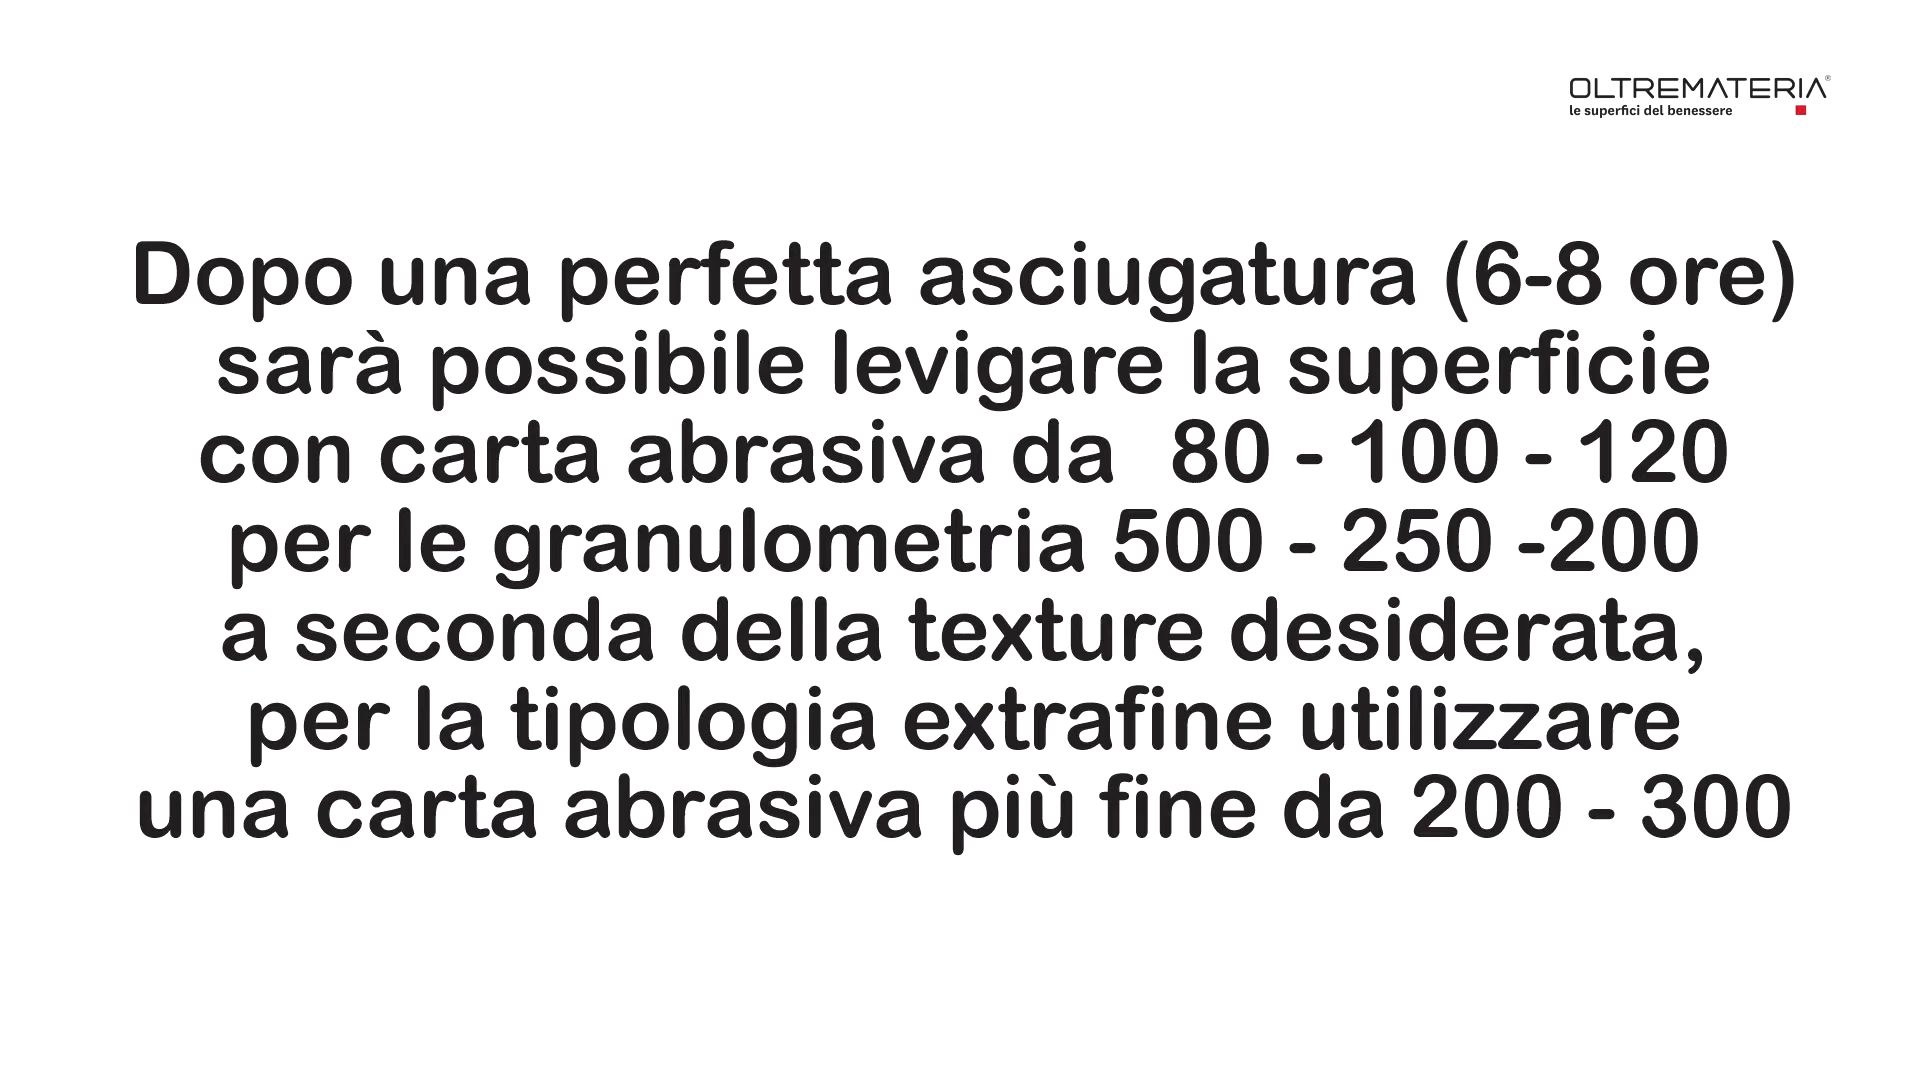 OLTREMATERIA®
le superfici del benessere
Dopo una perfetta asciugatura (6-8 ore)
sarà possibile levigare la superficie
con carta abrasiva da  80 - 100 - 120
per le granulometria 500 - 250 -200
a seconda della texture desiderata,
per la tipologia extrafine utilizzare
una carta abrasiva più fine da 200 - 300